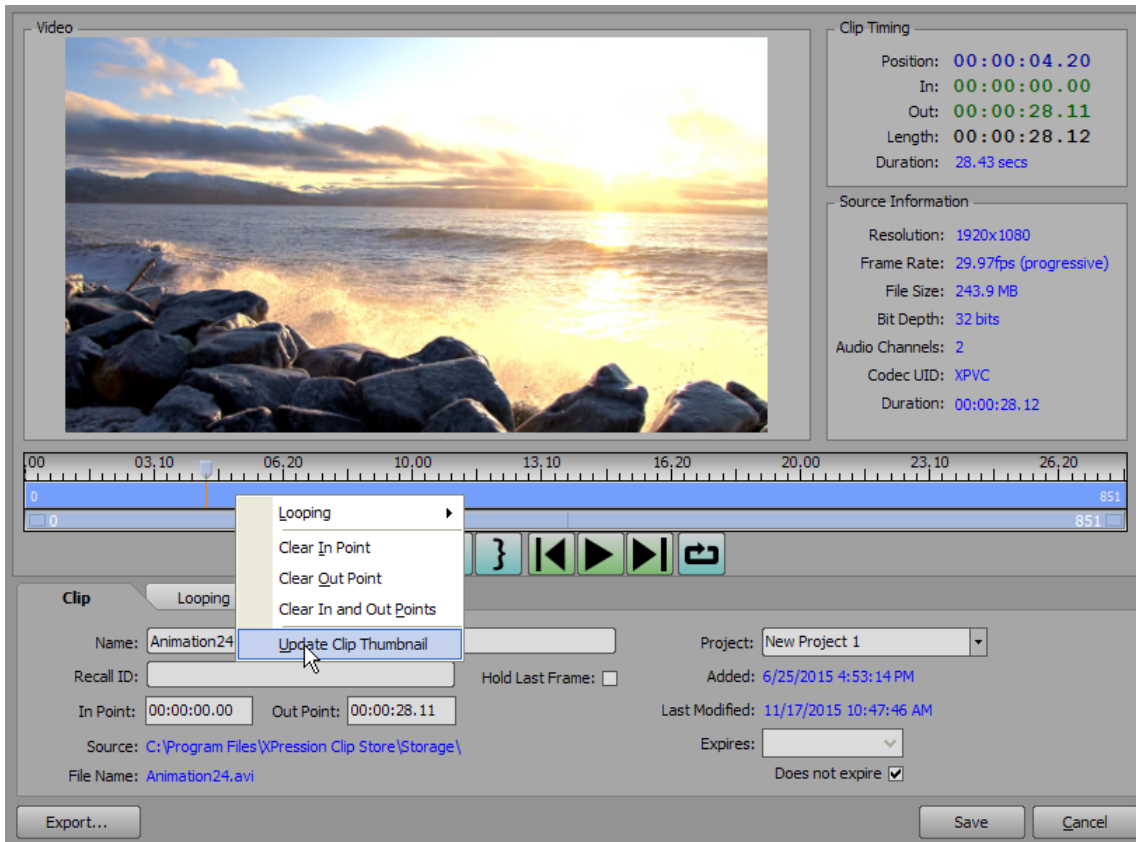 Video
Clip Timing
Position: 00:00:04.20
In: 00:00:00.00
Out: 00:00:28.11
Length: 00:00:28.12
Duration: 28.43 secs
Source Information
Resolution: 1920x1080
Frame Rate: 29.97fps (progressive)
File Size: 243.9 MB
Bit Depth: 32 bits
Audio Channels: 2
Codec UID: XPVC
Duration: 00:00:28.12
:00 03.10 06.20 10.00 13.10 16.20 20.00 23.10 26.20
0 851
0 851
Looping
Clear In Point
Clear Out Point
Clear In and Out Points
Update Clip Thumbnail
}
Clip Looping
Name: Animation24
Recall ID:
Hold Last Frame:
In Point: 00:00:00.00 Out Point: 00:00:28.11
Source: C:\Program Files\XPression Clip Store\Storage\
File Name: Animation24.avi
Project: New Project 1
Added: 6/25/2015 4:53:14 PM
Last Modified: 11/17/2015 10:47:46 AM
Expires:
Does not expire
Export... Save Cancel